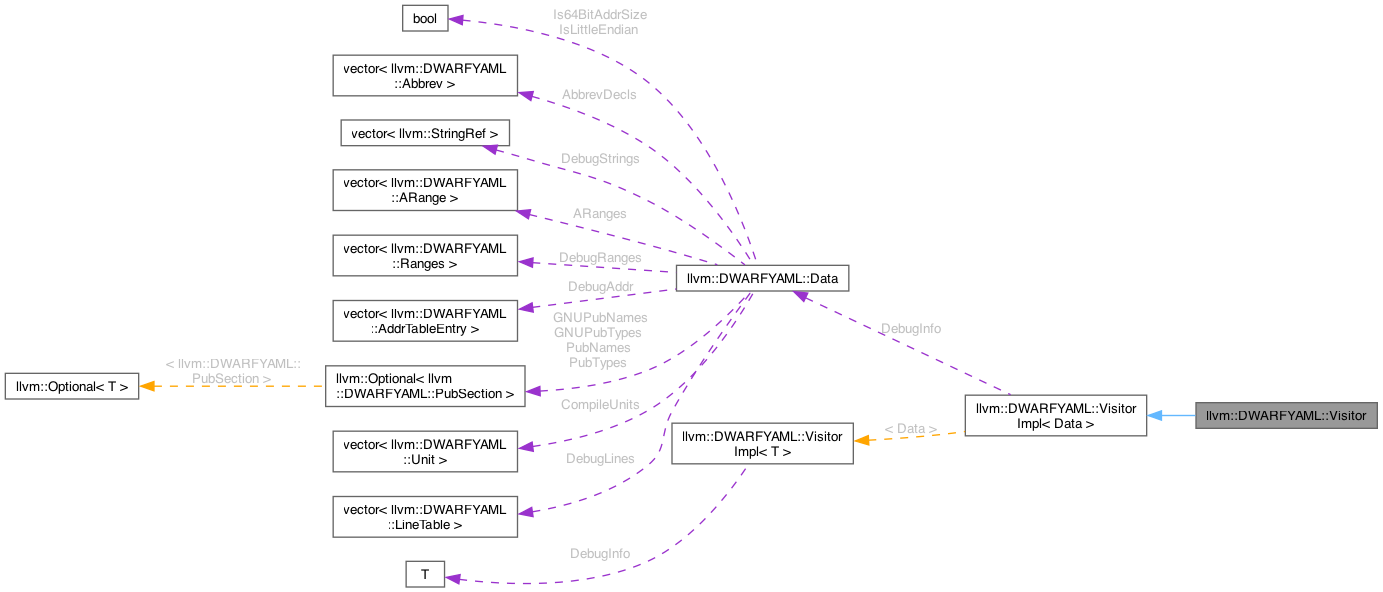 bool
Is64BitAddrSize
IsLittleEndian
vector< llvm::DWARFYAML
::Abbrev >
AbbrevDecls
vector< llvm::StringRef >
DebugStrings
vector< llvm::DWARFYAML
::ARange >
ARanges
vector< llvm::DWARFYAML
::Ranges >
DebugRanges
llvm::DWARFYAML::Data
vector< llvm::DWARFYAML
::AddrTableEntry >
DebugAddr
GNUPubNames
GNUPubTypes
PubNames
PubTypes
DebugInfo
llvm::Optional< T >
< llvm::DWARFYAML::
PubSection >
llvm::Optional< llvm
::DWARFYAML::PubSection >
CompileUnits
vector< llvm::DWARFYAML
::Unit >
DebugLines
llvm::DWARFYAML::Visitor
Impl< T >
< Data >
llvm::DWARFYAML::Visitor
Impl< Data >
llvm::DWARFYAML::Visitor
vector< llvm::DWARFYAML
::LineTable >
DebugInfo
T